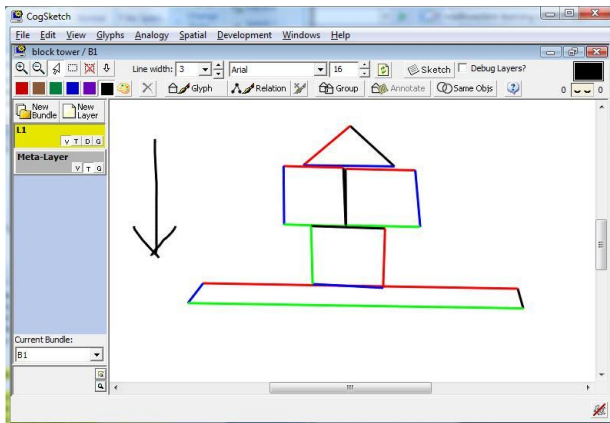 CogSketch
File Edit View Glyphs Analogy Spatial Development Windows Help
block tower / B1
Line width: 3 Arial 16 Sketch Debug Layers?
Glyph Relation Group Annotate Same Objs 0 0
New Bundle New Layer
L1
V T D G
Meta-Layer
V T G
Current Bundle:
B1